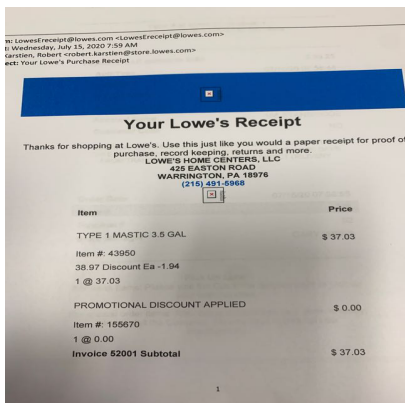 m: LowesEreceipt@lowes.com <LowesEreceipt@lowes.com>
t: Wednesday, July 15, 2020 7:59 AM
Karstien, Robert <robert.karstien@store.lowes.com>
ect: Your Lowe's Purchase Receipt
Your Lowe's Receipt
Thanks for shopping at Lowe's. Use this just like you would a paper receipt for proof of
purchase, record keeping, returns and more.
LOWE'S HOME CENTERS, LLC
425 EASTON ROAD
WARRINGTON, PA 18976
(215) 491-5968
Item Price
TYPE 1 MASTIC 3.5 GAL $ 37.03
Item #: 43950
38.97 Discount Ea -1.94
1 @ 37.03
PROMOTIONAL DISCOUNT APPLIED $ 0.00
Item #: 155670
1 @ 0.00
Invoice 52001 Subtotal $ 37.03
1